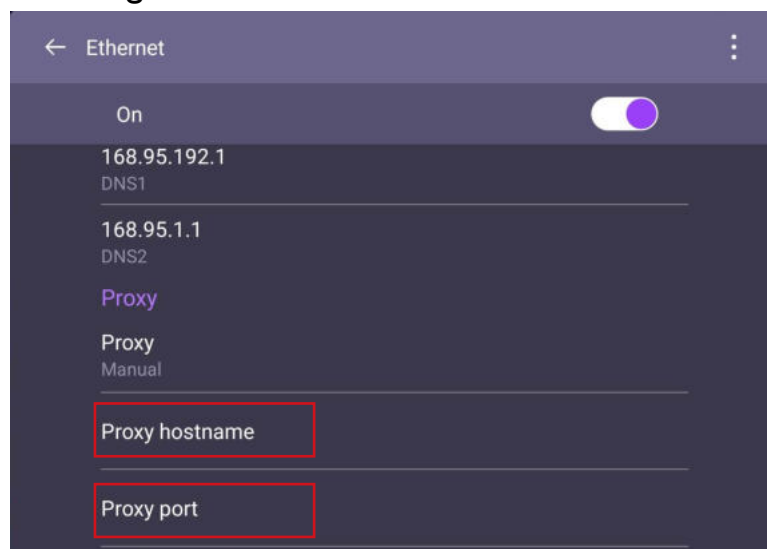 Ethernet
On
168.95.192.1
DNS1
168.95.1.1
DNS2
Proxy
Proxy
Manual
Proxy hostname
Proxy port